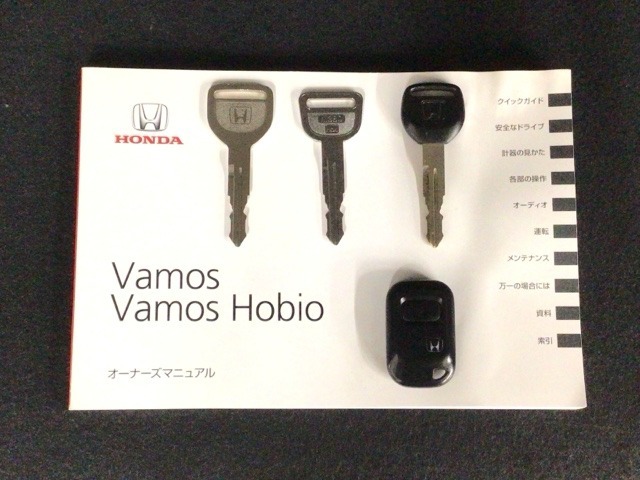 HONDA
Vamos
Vamos Hobio
オーナーズマニュアル
クイックガイド
安全なドライブ
計器の見かた
各部の操作
オーディオ
運転
メンテナンス
万一の場合には
資料
索引